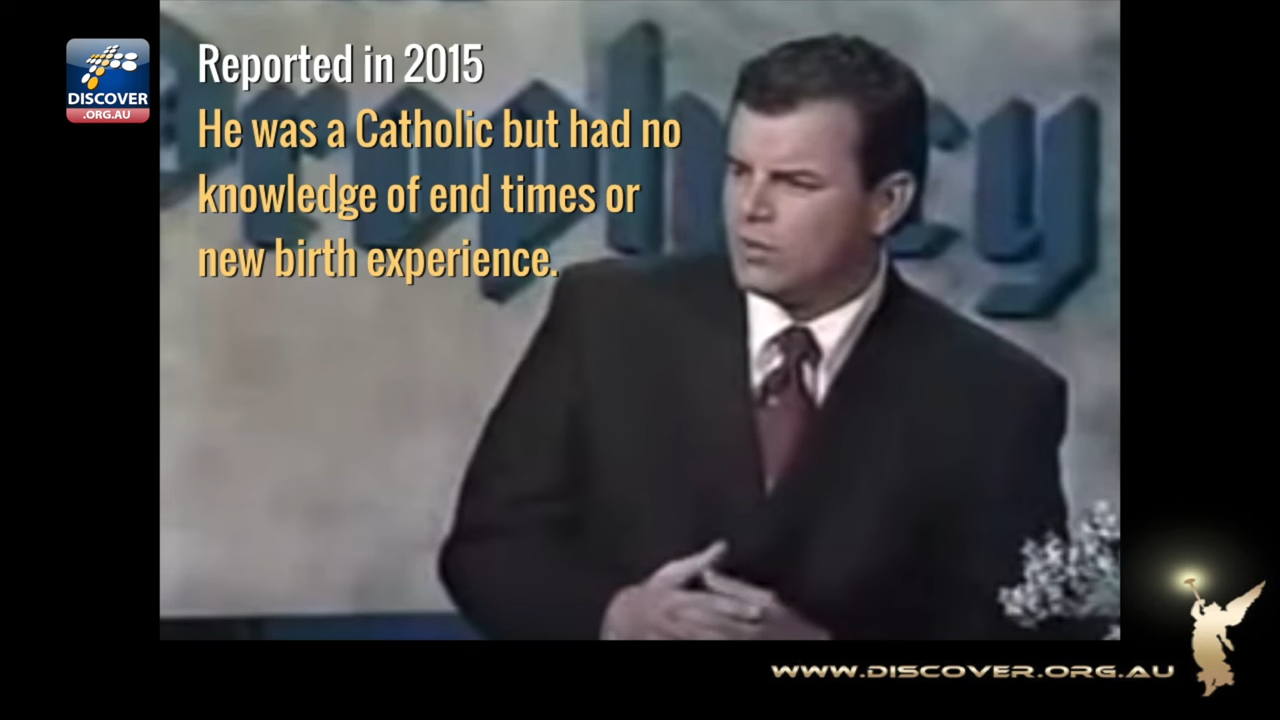 DISCOVER
.ORG.AU
Reported in 2015
He was a Catholic but had no
knowledge of end times or
new birth experience.
Prophecy
WWW.DISCOVER.ORG.AU